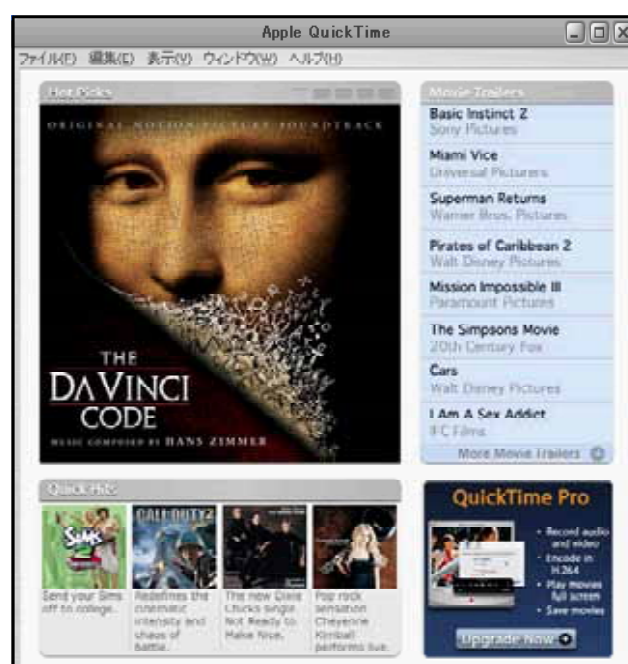 Apple QuickTime
ファイル(F) 編集(E) 表示(V) ウィンドウ(W) ヘルプ(H)
Hot Picks
ORIGINAL MOTION PICTURE SOUNDTRACK
THE
DA VINCI
CODE
MUSIC COMPOSED BY HANS ZIMMER
Movie Trailers
Basic Instinct 2
Sony Pictures
Miami Vice
Universal Pictures
Superman Returns
Warner Bros. Pictures
Pirates of Caribbean 2
Walt Disney Pictures
Mission Impossible III
Paramount Pictures
The Simpsons Movie
20th Century Fox
Cars
Walt Disney Pictures
I Am A Sex Addict
IFC Films
More Movie Trailers
Quick Hits
The SIMS 2
CALL OF DUTY 2
Send your Sims
off to college.
Redefines the
cinematic
intensity and
chaos of
battle.
The new Dixie
Chicks single
Not Ready to
Make Nice.
Pop rock
sensation
Cheyenne
Kimball
performs live.
QuickTime Pro
• Record audio
and video
• Encode in
H.264
• Play movies
full screen
• Save movies
Upgrade Now